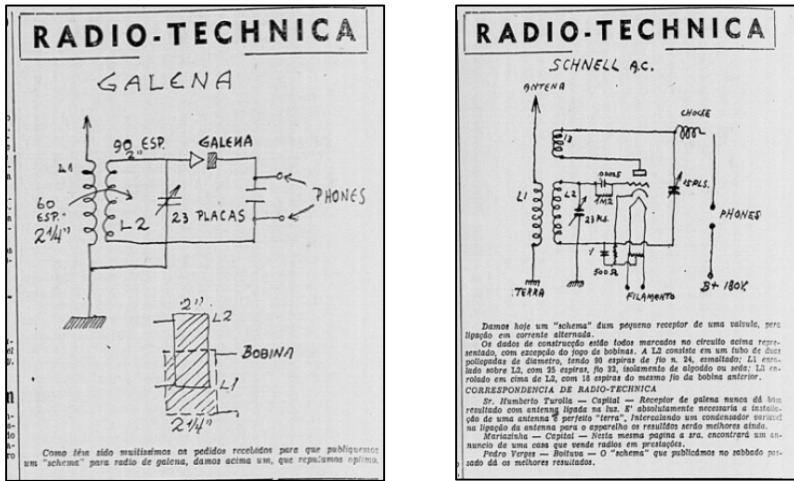 RADIO-TECHNICA
GALENA
90 ESP.
2"
GALENA
L1
60
ESP.
2 1/4"
L2
23 PLACAS
PHONES
2"
L2
BOBINA
L1
2 1/4"
Como têm sido muitissimos os pedidos recebidos para que publiquemos
um "schema" para radio de galena, damos acima um, que reputamos optimo.
RADIO-TECHNICA
SCHNELL A.C.
ANTENA
CHOCKE
L3
L1
L2
1MΩ
15 PLS.
23 PLS.
PHONES
500 Ω
TERRA
FILAMENTO
B+ 180V.
Damos hoje um "schema" dum pequeno receptor de uma valvula, para
ligação em corrente alternada.
Os dados de construcção estão todos marcados no circuito acima repre-
sentado, com excepção do jogo de bobinas. A L2 consiste em um tubo de duas
pollegadas de diametro, tendo 90 espiras de fio n. 24, esmaltado; L1 enro-
lado sobre L2, com 35 espiras, fio 32, isolamento de algodão ou seda; L3 en-
rolado em cima de L2, com 18 espiras do mesmo fio da bobina anterior.
CORRESPONDENCIA DE RADIO-TECHNICA
Sr. Humberto Turolla — Capital — Receptor de galena nunca dá bom
resultado com antenna ligada na luz. E' absolutamente necessaria a installa-
ção de uma antenna e perfeito "terra". Intercalando um condensador variavel
na ligação da antenna para o apparelho os resultados serão melhores ainda.
Mariazinha — Capital — Nesta mesma pagina a sra. encontrará um an-
nuncio de uma casa que vende radios em prestações.
Pedro Verges — Boituva — O "schema" que publicámos no sabbado pas-
sado dá os melhores resultados.